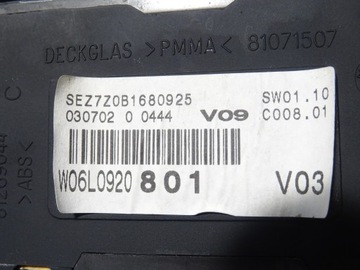 DECKGLAS >PMMA< 81071507
SEZ7Z0B1680925 SW01.10
030702 0 0444 V09 C008.01
W06L0920 801 V03
>ABS<
C